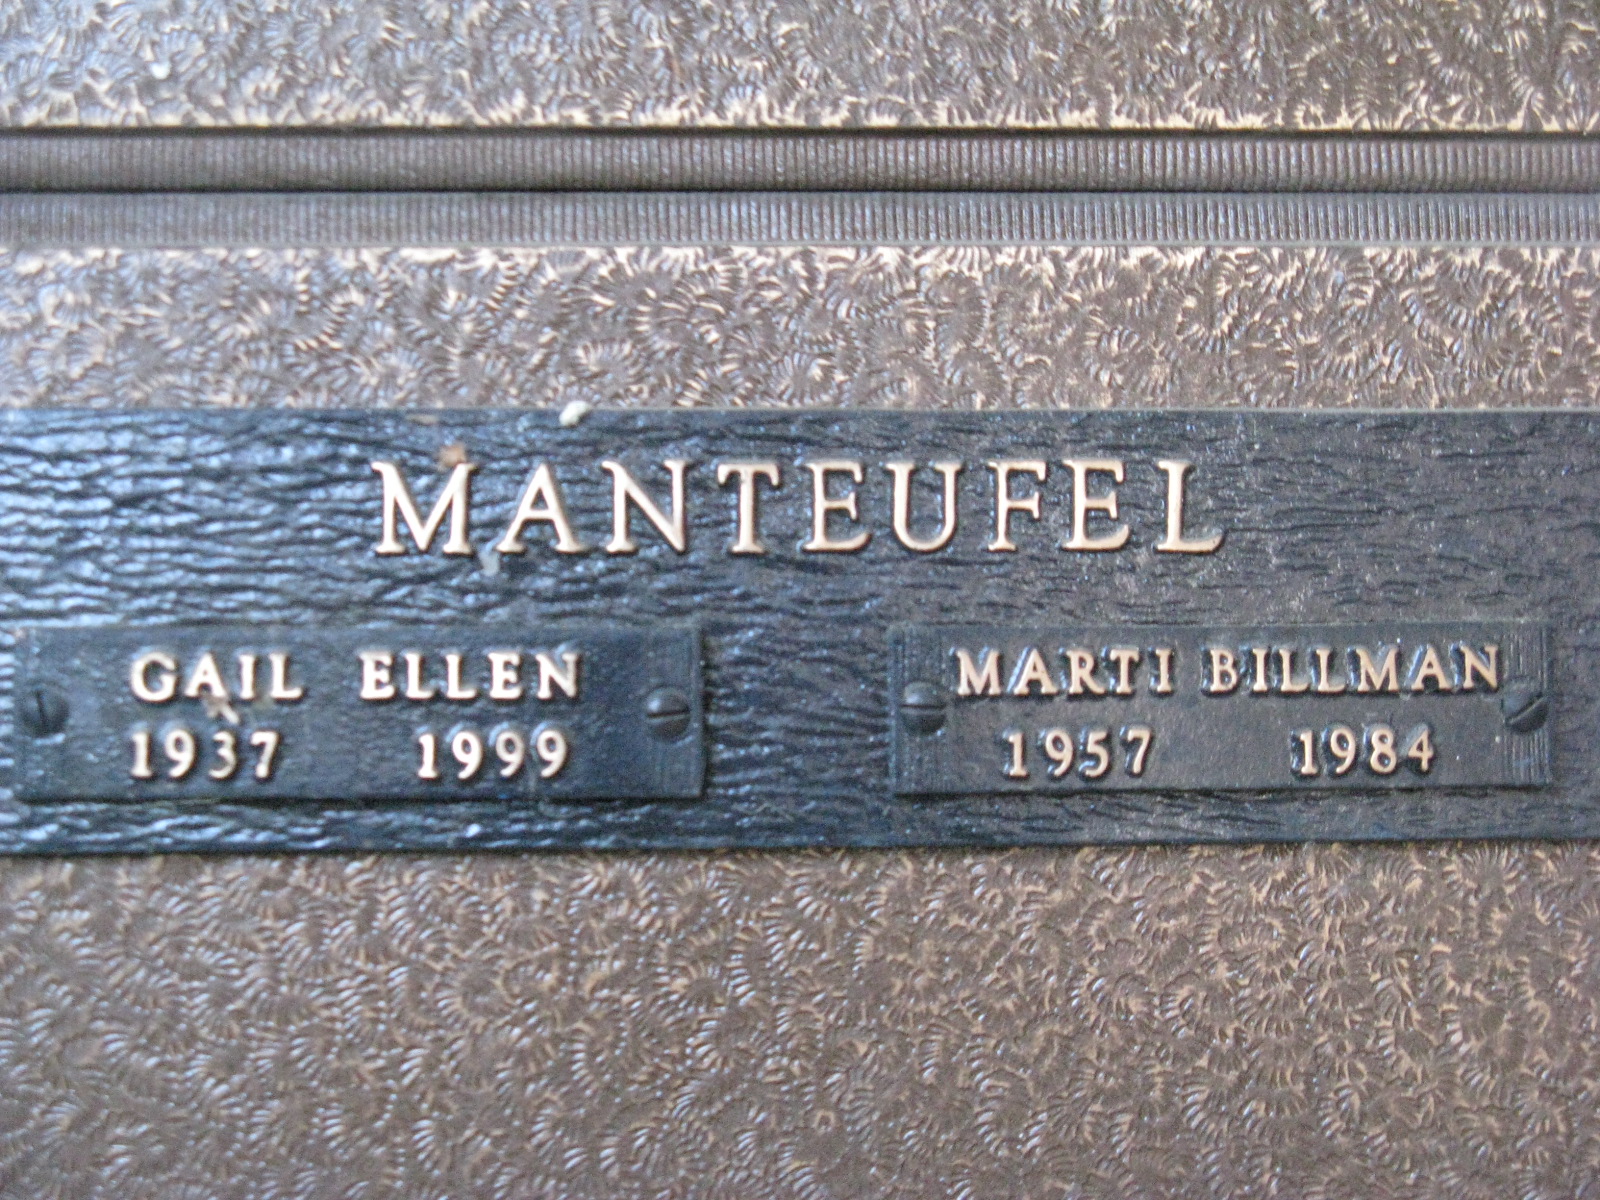 MANTEUFEL
GAIL ELLEN
1937 1999
MARTI BILLMAN
1957 1984